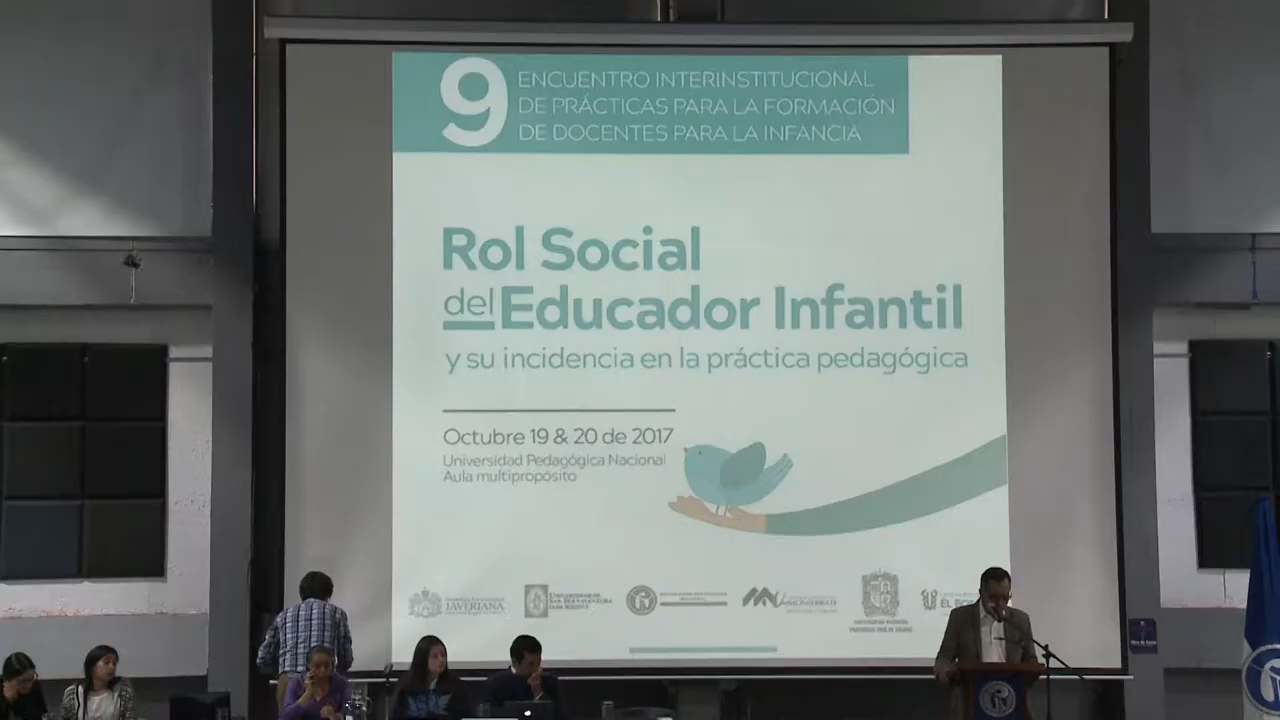 9
ENCUENTRO INTERINSTITUCIONAL
DE PRÁCTICAS PARA LA FORMACIÓN
DE DOCENTES PARA LA INFANCIA
Rol Social
del Educador Infantil
y su incidencia en la práctica pedagógica
Octubre 19 & 20 de 2017
Universidad Pedagógica Nacional
Aula multipropósito
JAVERIANA